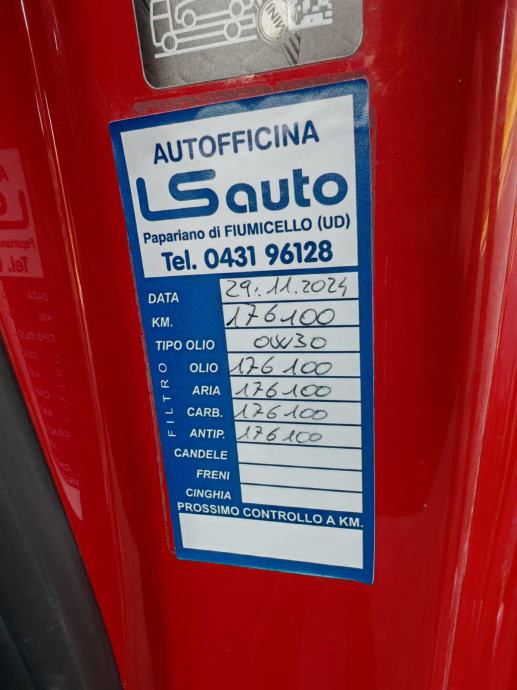 AUTOFFICINA
LS auto
Papariano di FIUMICELLO (UD)
Tel. 0431 96128
DATA 29.11.2024
KM. 176100
TIPO OLIO 0W30
FILTRO
OLIO 176100
ARIA 176100
CARB. 176100
ANTIP. 176100
CANDELE
FRENI
CINGHIA
PROSSIMO CONTROLLO A KM.